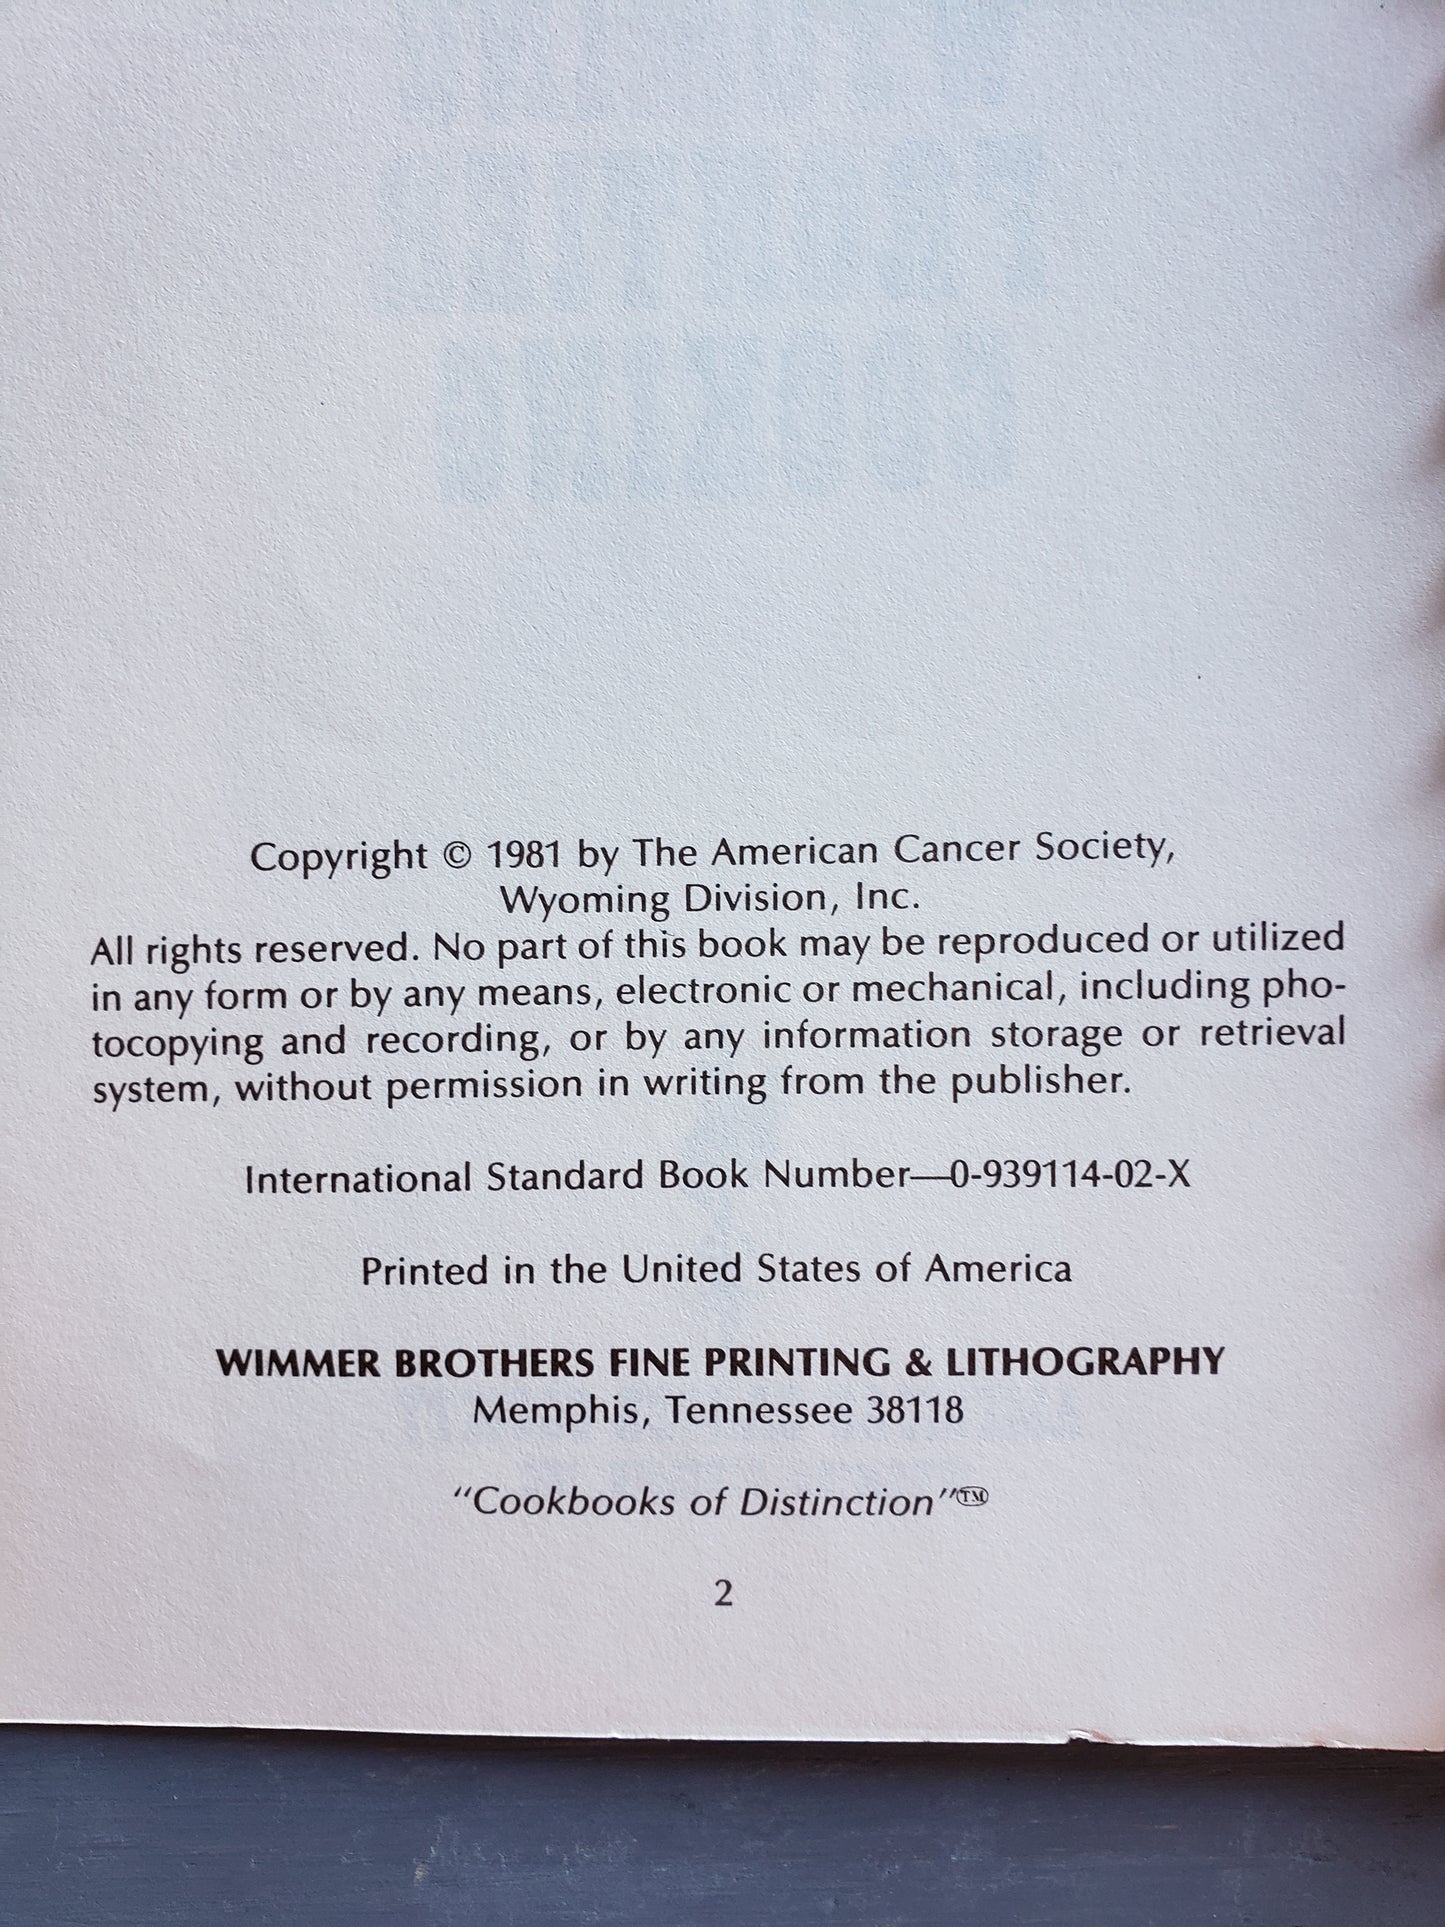 Copyright © 1981 by The American Cancer Society,
Wyoming Division, Inc.
All rights reserved. No part of this book may be reproduced or utilized
in any form or by any means, electronic or mechanical, including pho-
tocopying and recording, or by any information storage or retrieval
system, without permission in writing from the publisher.
International Standard Book Number—0-939114-02-X
Printed in the United States of America
WIMMER BROTHERS FINE PRINTING & LITHOGRAPHY
Memphis, Tennessee 38118
"Cookbooks of Distinction"™
2